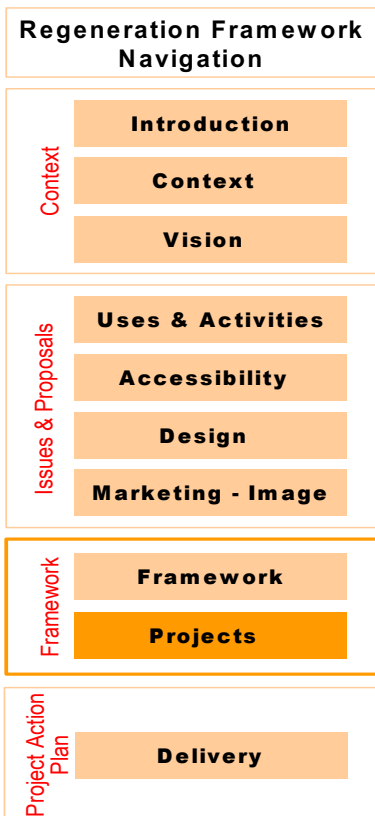 Regeneration Framework
Navigation
Context
Introduction
Context
Vision
Issues & Proposals
Uses & Activities
Accessibility
Design
Marketing - Image
Framework
Framework
Projects
Project Action
Plan
Delivery